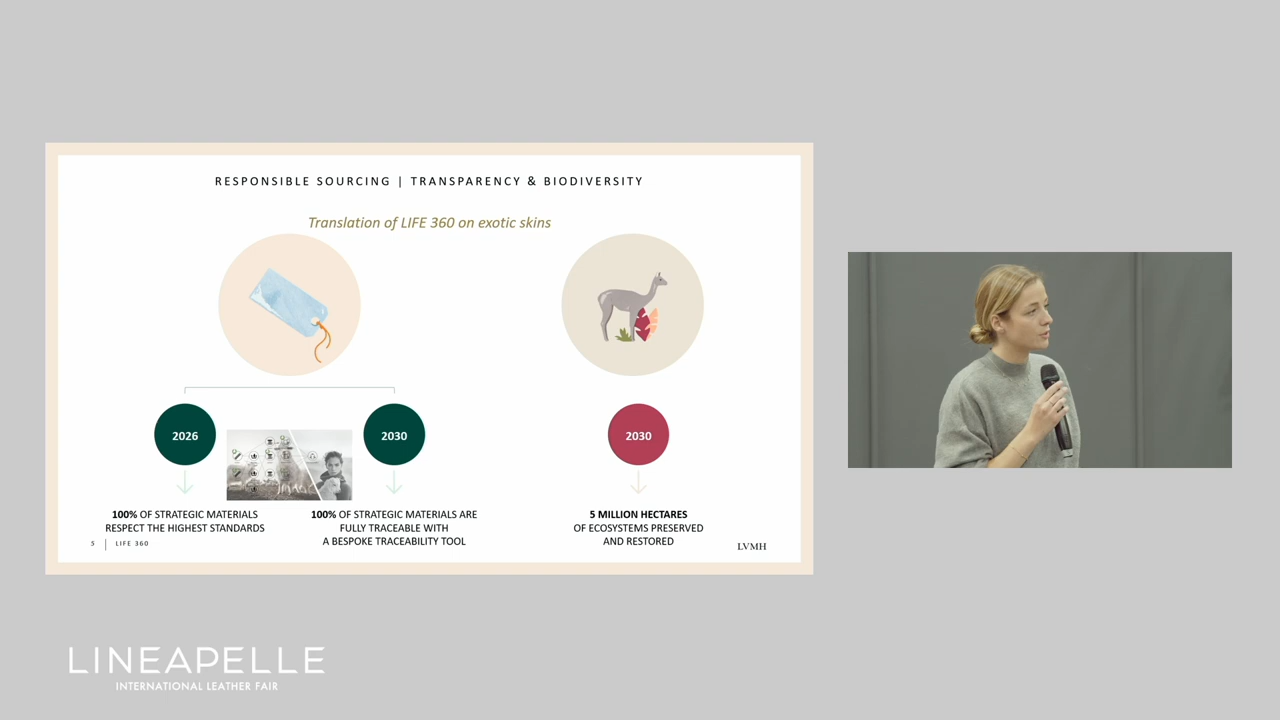 RESPONSIBLE SOURCING | TRANSPARENCY & BIODIVERSITY
Translation of LIFE 360 on exotic skins
2026
2030
2030
100% OF STRATEGIC MATERIALS
RESPECT THE HIGHEST STANDARDS
100% OF STRATEGIC MATERIALS ARE
FULLY TRACEABLE WITH
A BESPOKE TRACEABILITY TOOL
5 MILLION HECTARES
OF ECOSYSTEMS PRESERVED
AND RESTORED
5 | LIFE 360
LVMH
LINEAPELLE
INTERNATIONAL LEATHER FAIR